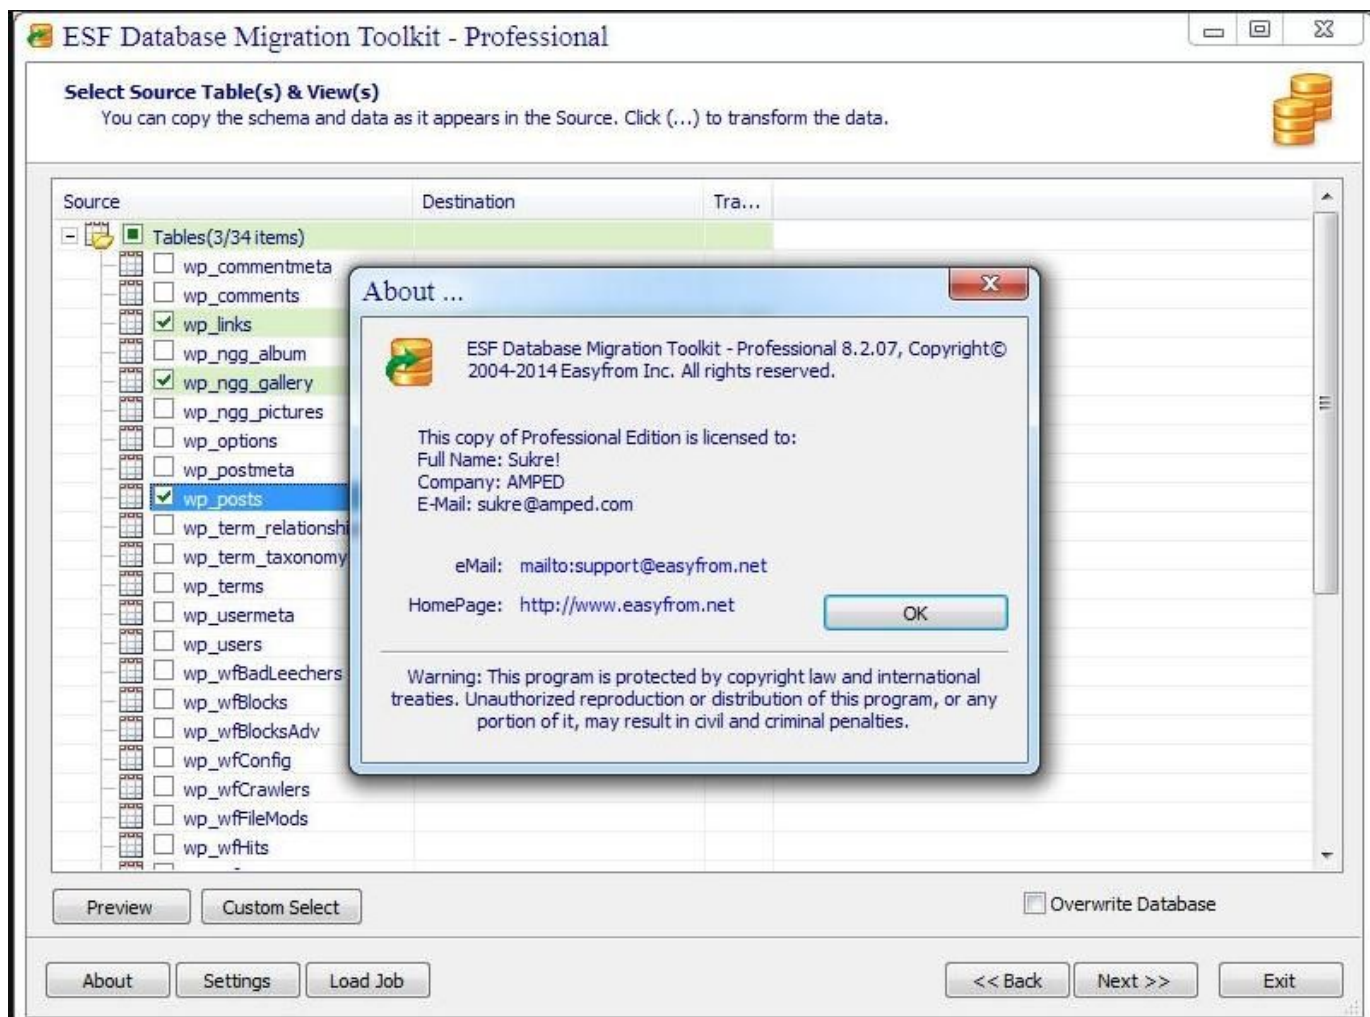 ESF Database Migration Toolkit - Professional
Select Source Table(s) & View(s)
You can copy the schema and data as it appears in the Source. Click (...) to transform the data.
Source Destination Tra...
Tables(3/34 items)
wp_commentmeta
wp_comments
wp_links
wp_ngg_album
wp_ngg_gallery
wp_ngg_pictures
wp_options
wp_postmeta
wp_posts
wp_term_relationshi
wp_term_taxonomy
wp_terms
wp_usermeta
wp_users
wp_wfBadLeechers
wp_wfBlocks
wp_wfBlocksAdv
wp_wfConfig
wp_wfCrawlers
wp_wfFileMods
wp_wfHits
About ...
ESF Database Migration Toolkit - Professional 8.2.07, Copyright©
2004-2014 Easyfrom Inc. All rights reserved.
This copy of Professional Edition is licensed to:
Full Name: Sukre!
Company: AMPED
E-Mail: sukre@amped.com
eMail: mailto:support@easyfrom.net
HomePage: http://www.easyfrom.net
OK
Warning: This program is protected by copyright law and international
treaties. Unauthorized reproduction or distribution of this program, or any
portion of it, may result in civil and criminal penalties.
Preview Custom Select Overwrite Database
About Settings Load Job << Back Next >> Exit